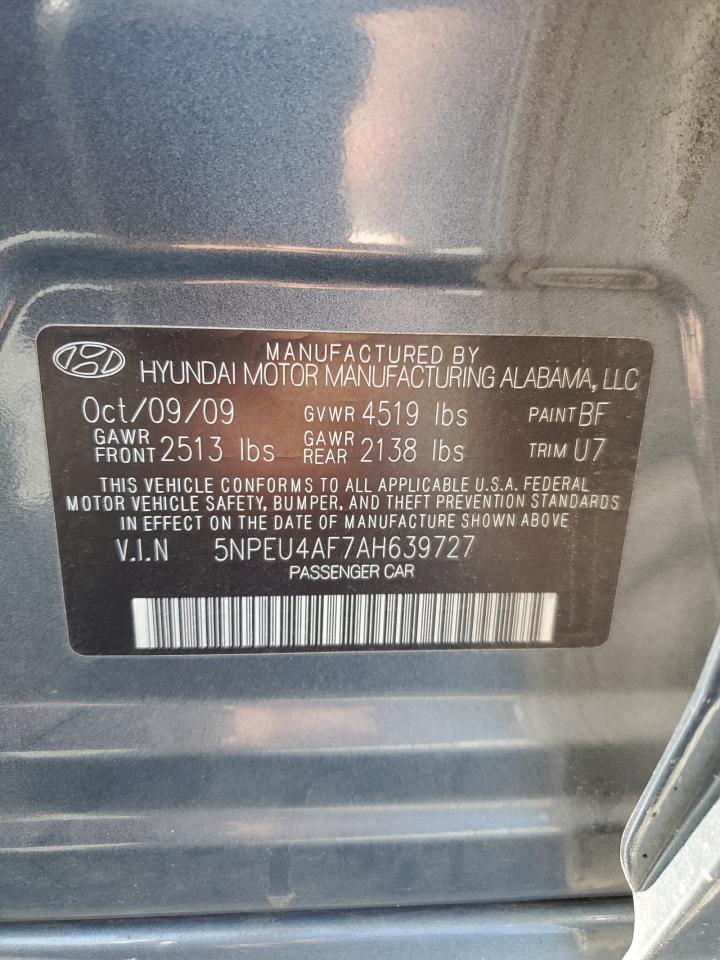 MANUFACTURED BY
HYUNDAI MOTOR MANUFACTURING ALABAMA, LLC
Oct/09/09 GVWR 4519 lbs PAINT BF
GAWR FRONT 2513 lbs GAWR REAR 2138 lbs TRIM U7
THIS VEHICLE CONFORMS TO ALL APPLICABLE U.S.A. FEDERAL
MOTOR VEHICLE SAFETY, BUMPER, AND THEFT PREVENTION STANDARDS
IN EFFECT ON THE DATE OF MANUFACTURE SHOWN ABOVE
V.I.N 5NPEU4AF7AH639727
PASSENGER CAR